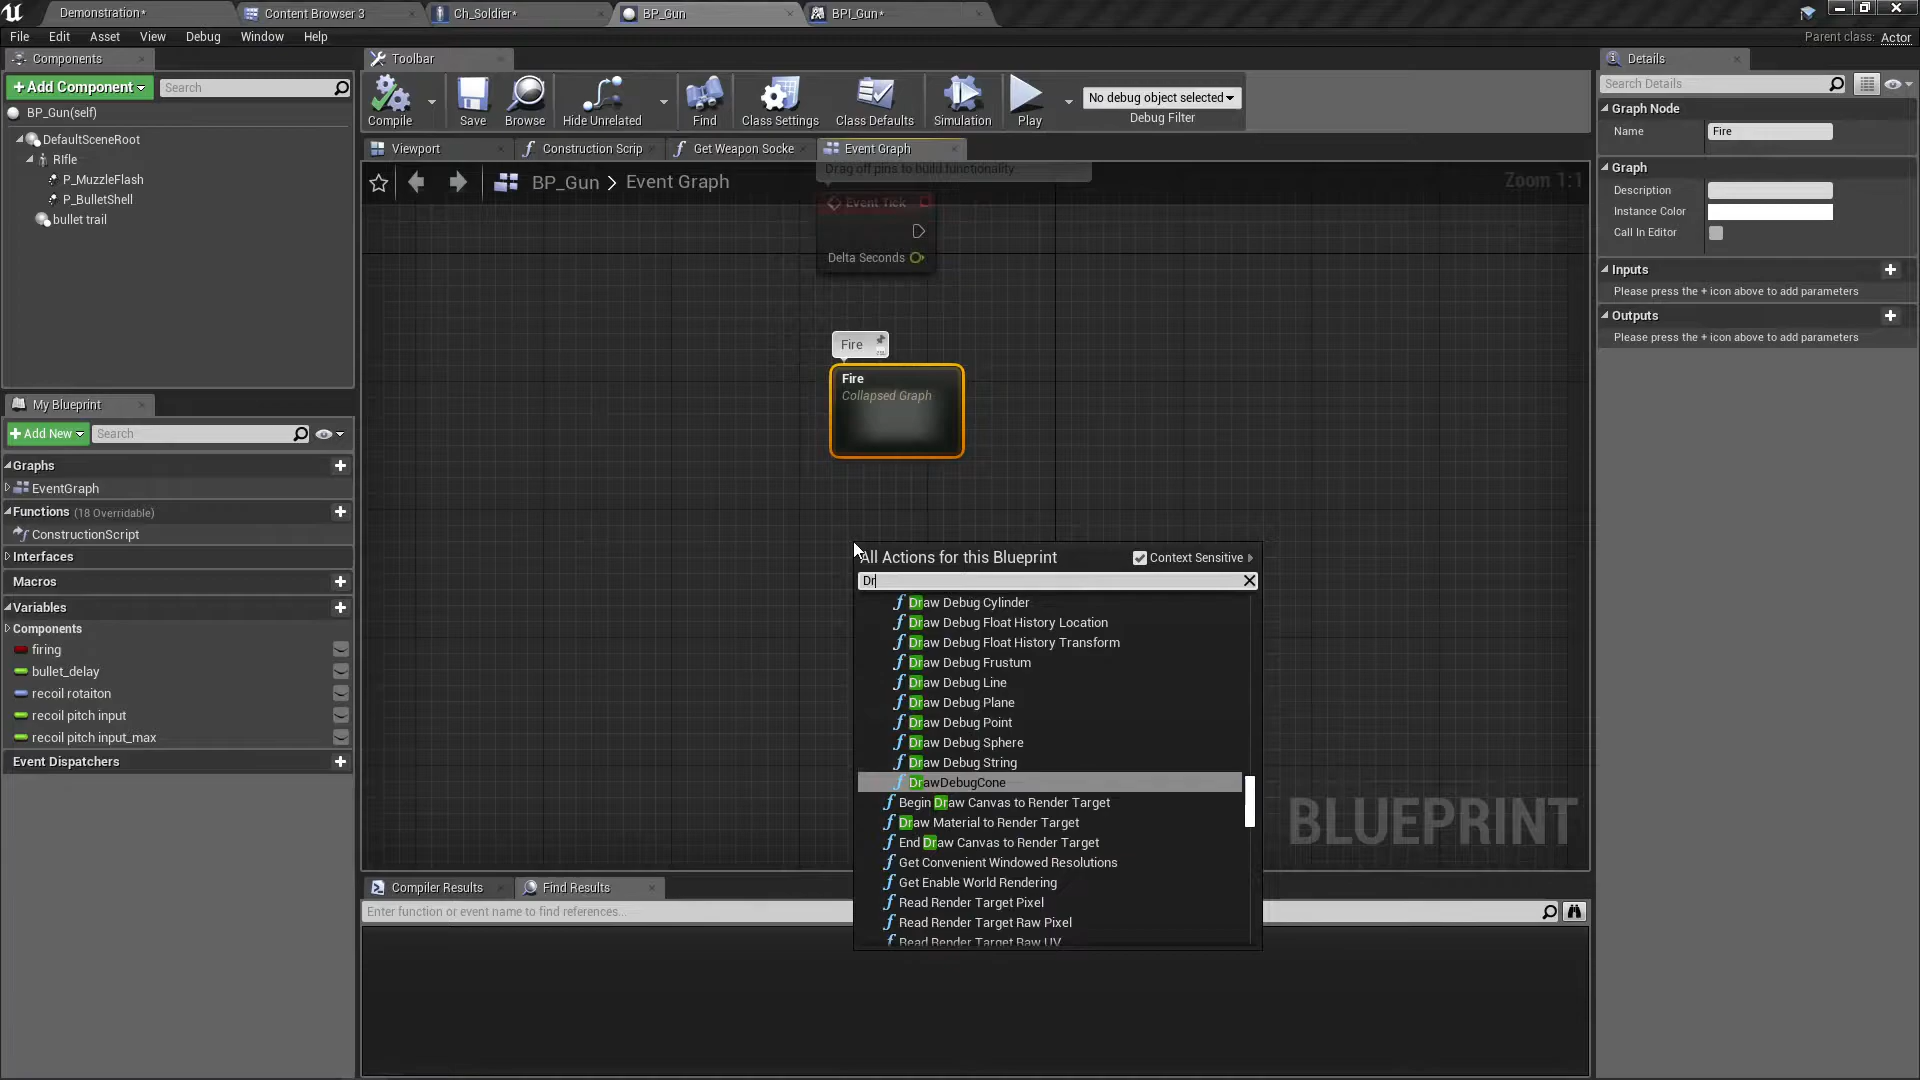 Demonstration*
Content Browser 3
Ch_Soldier*
BP_Gun
BPI_Gun*
File Edit Asset View Debug Window Help
Parent class: Actor
Components
+Add Component
Search
BP_Gun(self)
DefaultSceneRoot
RIfle
P_MuzzleFlash
P_BulletShell
bullet trail
My Blueprint
+Add New
Search
Graphs
EventGraph
Functions (18 Overridable)
ConstructionScript
Interfaces
Macros
Variables
Components
firing
bullet_delay
recoil rotaiton
recoil pitch input
recoil pitch input_max
Event Dispatchers
Toolbar
Compile
Save
Browse
Hide Unrelated
Find
Class Settings
Class Defaults
Simulation
Play
No debug object selected
Debug Filter
Viewport
Construction Scrip
Get Weapon Socke
Event Graph
Drag off pins to build functionality.
BP_Gun > Event Graph
Zoom 1:1
Event Tick
Delta Seconds
Fire
Fire
Collapsed Graph
All Actions for this Blueprint
Context Sensitive
Dr
Draw Debug Cylinder
Draw Debug Float History Location
Draw Debug Float History Transform
Draw Debug Frustum
Draw Debug Line
Draw Debug Plane
Draw Debug Point
Draw Debug Sphere
Draw Debug String
DrawDebugCone
Begin Draw Canvas to Render Target
Draw Material to Render Target
End Draw Canvas to Render Target
Get Convenient Windowed Resolutions
Get Enable World Rendering
Read Render Target Pixel
Read Render Target Raw Pixel
Read Render Target Raw UV
BLUEPRINT
Compiler Results
Find Results
Enter function or event name to find references...
Details
Search Details
Graph Node
Name
Fire
Graph
Description
Instance Color
Call In Editor
Inputs
Please press the + icon above to add parameters
Outputs
Please press the + icon above to add parameters